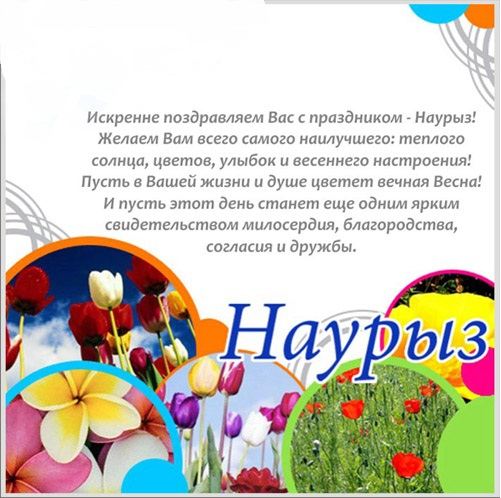 Искренне поздравляем Вас с праздником - Наурыз!
Желаем Вам всего самого наилучшего: теплого
солнца, цветов, улыбок и весеннего настроения!
Пусть в Вашей жизни и душе цветет вечная Весна!
И пусть этот день станет еще одним ярким
свидетельством милосердия, благородства,
согласия и дружбы.
Наурыз